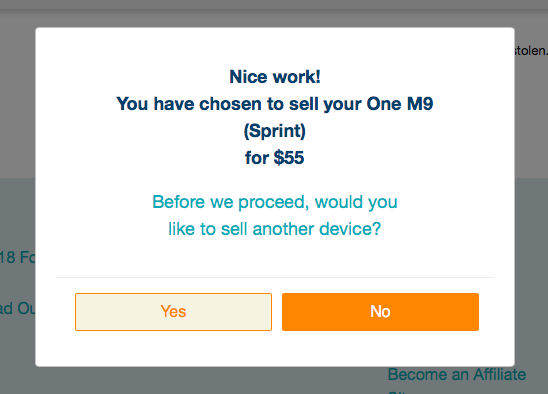 stolen.
Nice work!
You have chosen to sell your One M9
(Sprint)
for $55
Before we proceed, would you
like to sell another device?
18 Fo
ad Ou
Yes
No
Become an Affiliate